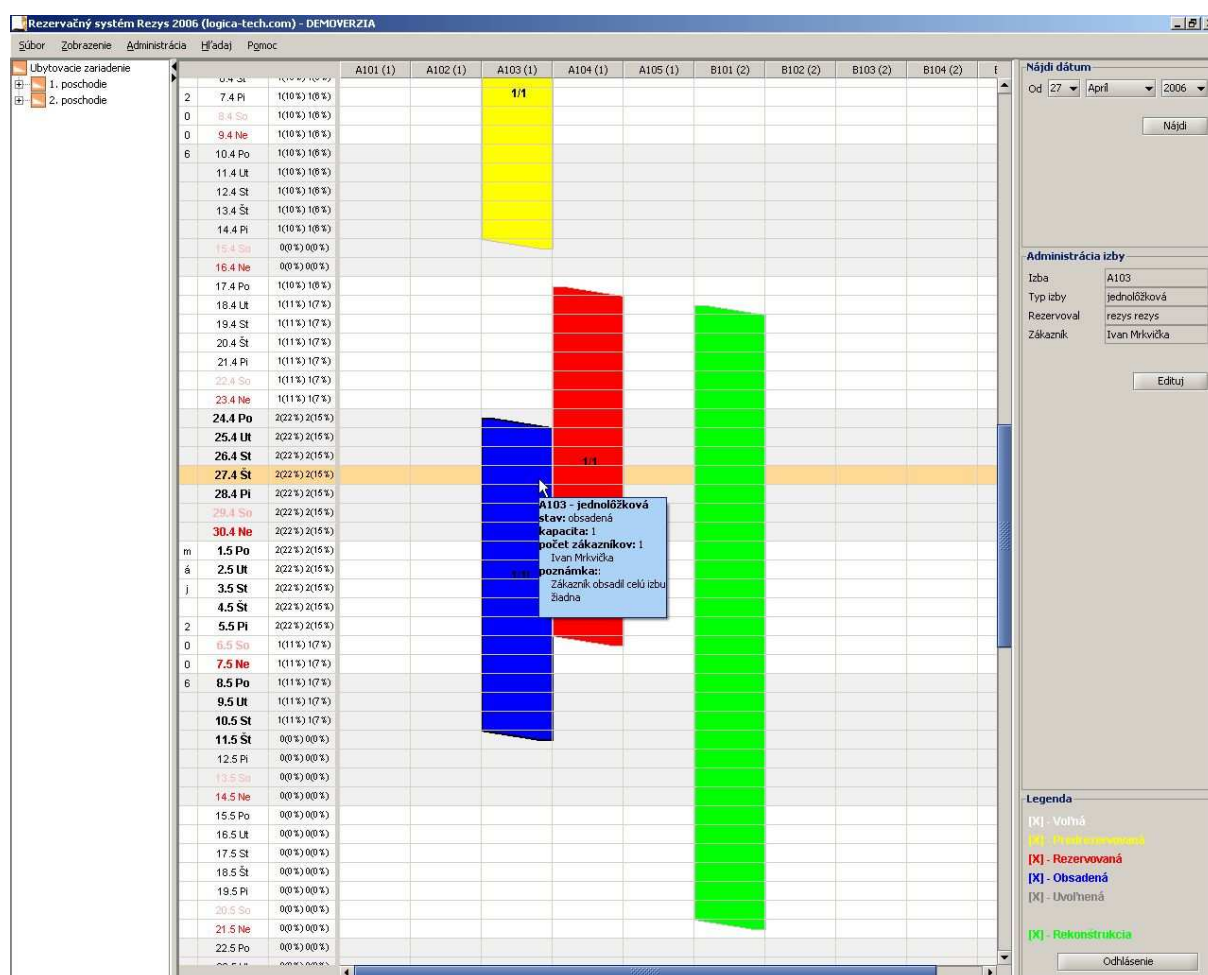 Rezervačný systém Rezys 2006 (logica-tech.com) - DEMOVERZIA
Súbor Zobrazenie Administrácia Hľadaj Pomoc
Ubytovacie zariadenie
1. poschodie
2. poschodie
A101 (1) A102 (1) A103 (1) A104 (1) A105 (1) B101 (2) B102 (2) B103 (2) B104 (2)
2 7.4 Pi 1(10%) 1(6%) 1/1
0 8.4 So 1(10%) 1(6%)
0 9.4 Ne 1(10%) 1(6%)
6 10.4 Po 1(10%) 1(6%)
11.4 Ut 1(10%) 1(6%)
12.4 St 1(10%) 1(6%)
13.4 Št 1(10%) 1(6%)
14.4 Pi 1(10%) 1(6%)
15.4 So 0(0%) 0(0%)
16.4 Ne 0(0%) 0(0%)
17.4 Po 1(10%) 1(6%)
18.4 Ut 1(11%) 1(7%)
19.4 St 1(11%) 1(7%)
20.4 Št 1(11%) 1(7%)
21.4 Pi 1(11%) 1(7%)
22.4 So 1(11%) 1(7%)
23.4 Ne 1(11%) 1(7%)
24.4 Po 2(22%) 2(15%)
25.4 Ut 2(22%) 2(15%)
26.4 St 2(22%) 2(15%) 1/1
27.4 Št 2(22%) 2(15%)
28.4 Pi 2(22%) 2(15%)
29.4 So 2(22%) 2(15%)
30.4 Ne 2(22%) 2(15%)
m 1.5 Po 2(22%) 2(15%)
á 2.5 Ut 2(22%) 2(15%)
j 3.5 St 2(22%) 2(15%)
4.5 Št 2(22%) 2(15%)
2 5.5 Pi 2(22%) 2(15%)
0 6.5 So 1(11%) 1(7%)
0 7.5 Ne 1(11%) 1(7%)
6 8.5 Po 1(11%) 1(7%)
9.5 Ut 1(11%) 1(7%)
10.5 St 1(11%) 1(7%)
11.5 Št 0(0%) 0(0%)
12.5 Pi 0(0%) 0(0%)
13.5 So 0(0%) 0(0%)
14.5 Ne 0(0%) 0(0%)
15.5 Po 0(0%) 0(0%)
16.5 Ut 0(0%) 0(0%)
17.5 St 0(0%) 0(0%)
18.5 Št 0(0%) 0(0%)
19.5 Pi 0(0%) 0(0%)
20.5 So 0(0%) 0(0%)
21.5 Ne 0(0%) 0(0%)
22.5 Po 0(0%) 0(0%)
A103 - jednolôžková
stav: obsadená
kapacita: 1
počet zákazníkov: 1
Ivan Mrkvička
poznámka::
Zákazník obsadil celú izbu
žiadna
Nájdi dátum
Od 27 Apríl 2006
Nájdi
Administrácia izby
Izba A103
Typ izby jednolôžková
Rezervoval rezys rezys
Zákazník Ivan Mrkvička
Edituj
Legenda
[X] - Voľná
[X] - Predrezervovaná
[X] - Rezervovaná
[X] - Obsadená
[X] - Uvoľnená
[X] - Rekonstrukcia
Odhlásenie